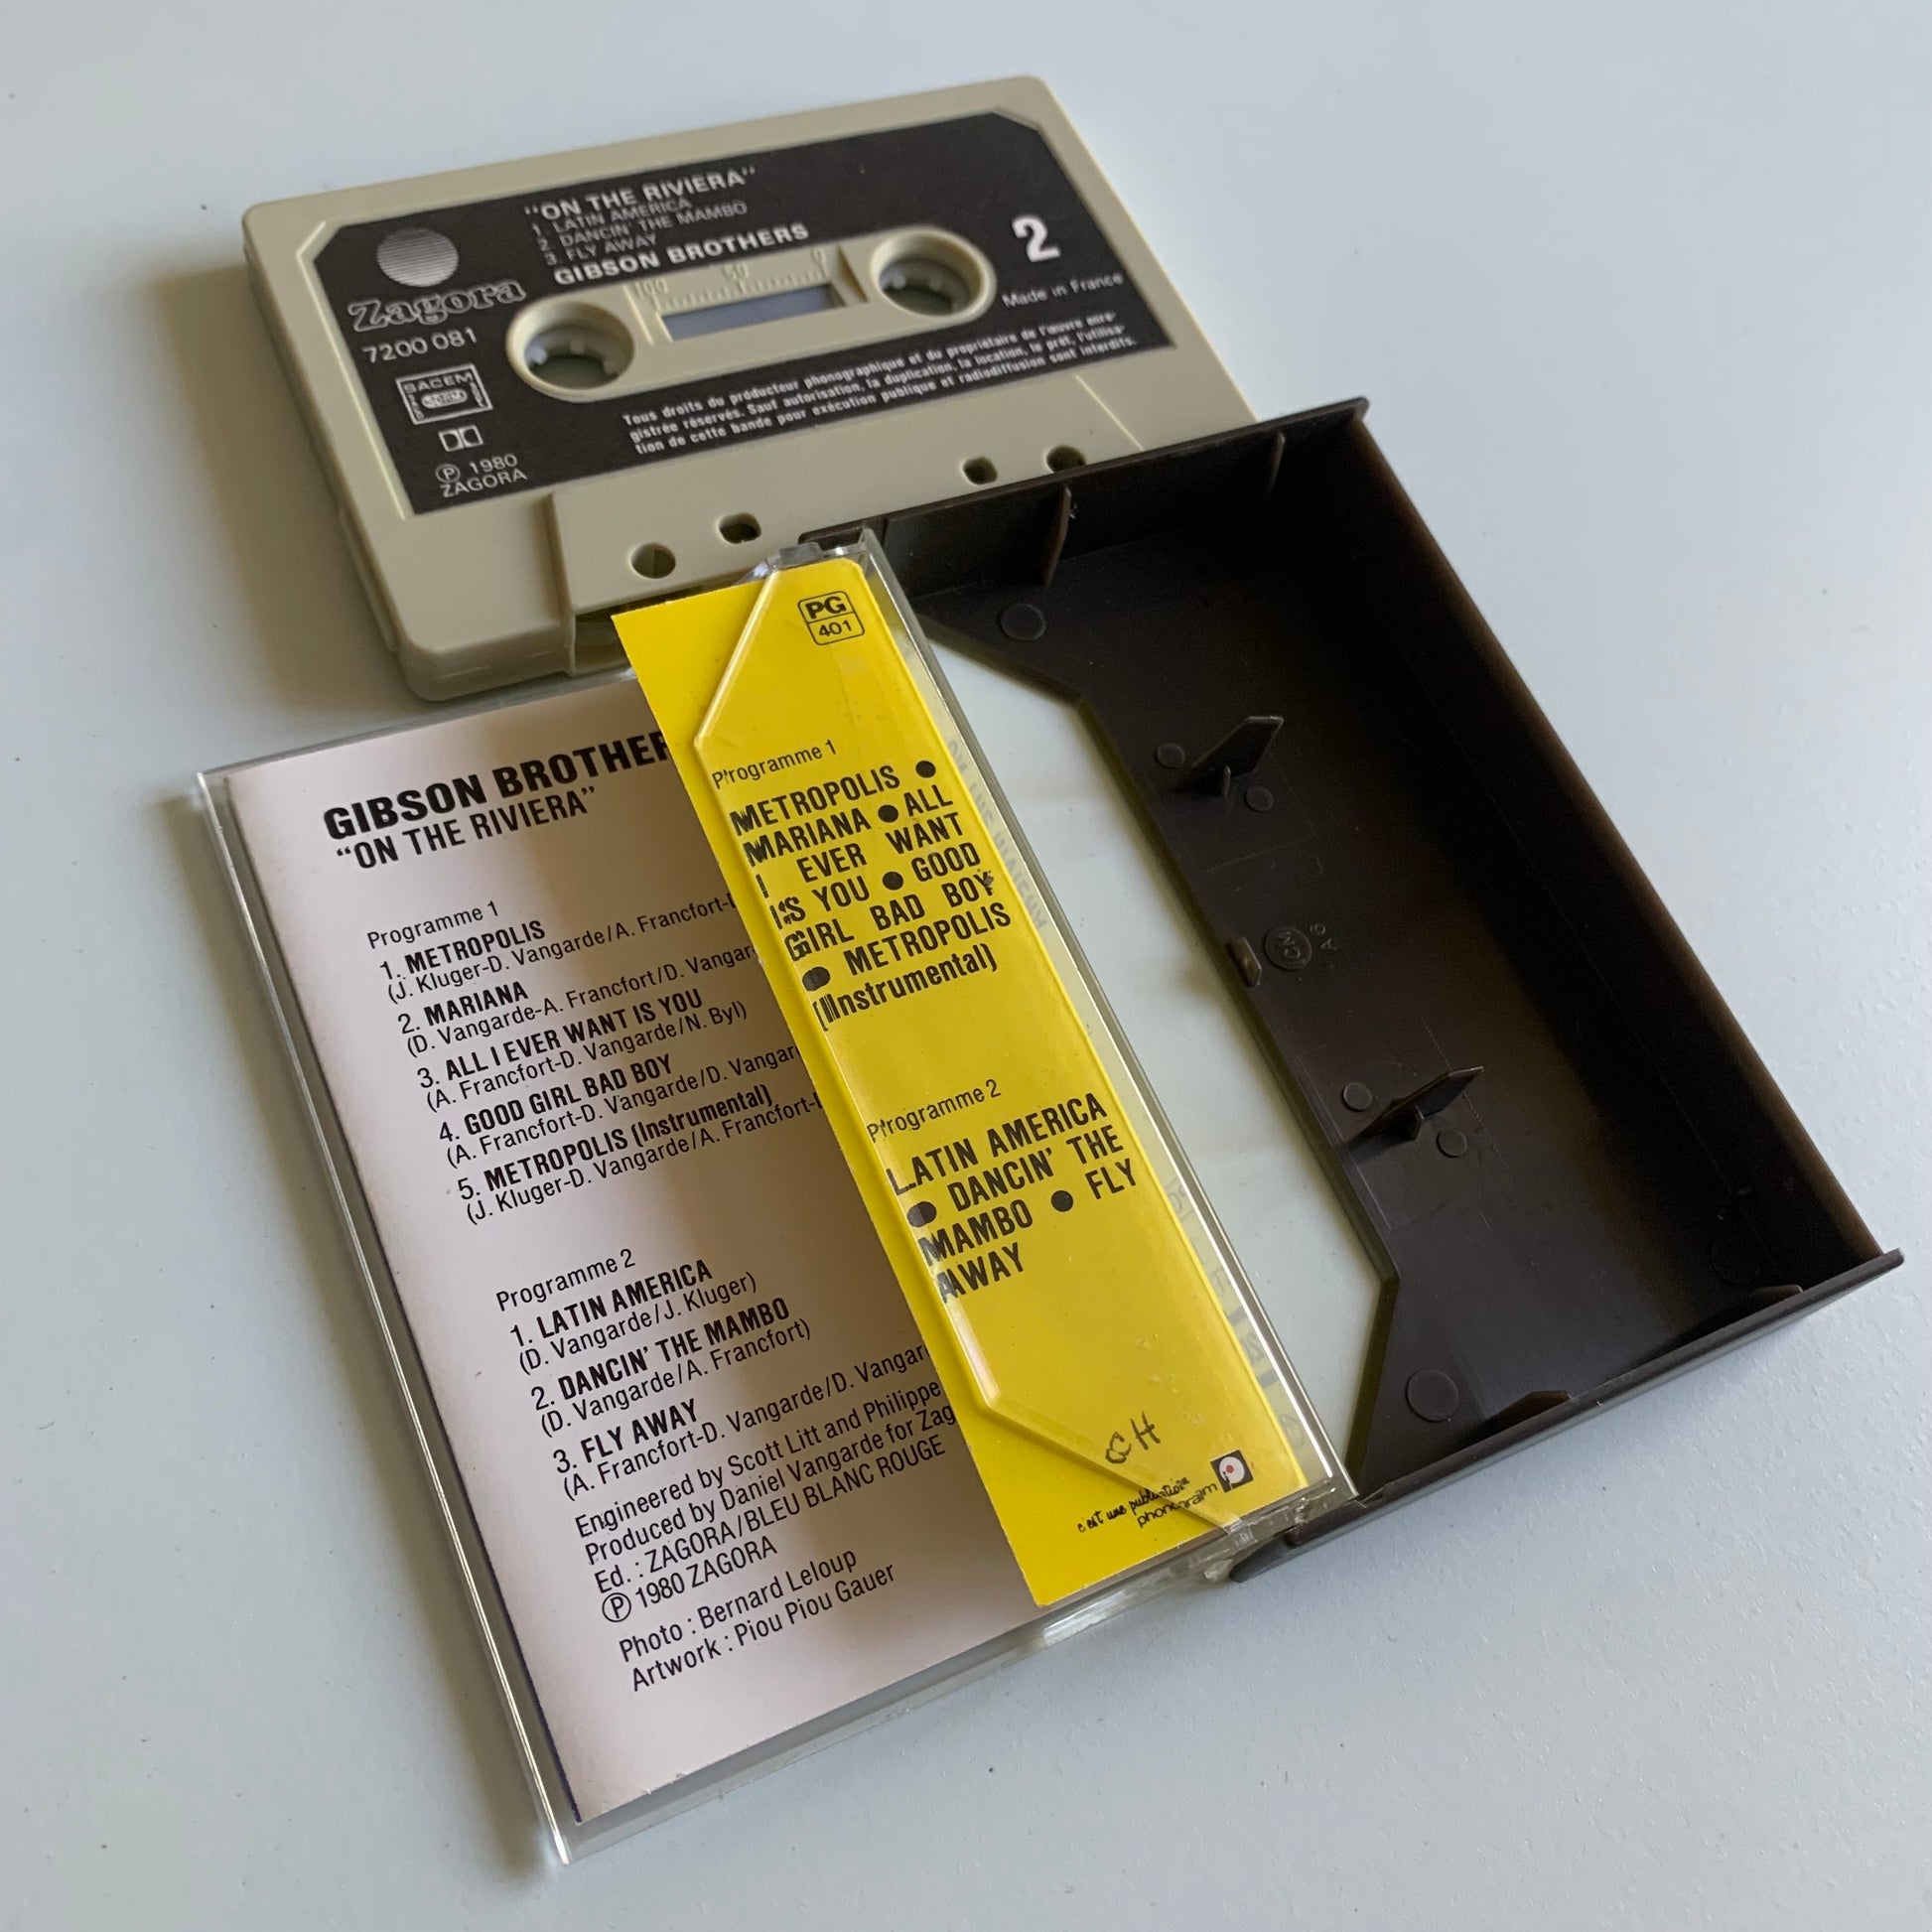 "ON THE RIVIERA"
1. LATIN AMERICA
2. DANCIN' THE MAMBO
3. FLY AWAY
GIBSON BROTHERS
Zagora
7200 081
SACEM
℗ 1980
ZAGORA
100 50 0
2
Made in France
Tous droits du producteur phonographique et du propriétaire de l'œuvre enre-
gistrée réservés. Sauf autorisation, la duplication, la location, le prêt, l'utilisa-
tion de cette bande pour exécution publique et radiodiffusion sont interdits.
GIBSON BROTHER
"ON THE RIVIERA"
Programme 1
1. METROPOLIS
(J. Kluger-D. Vangarde/A. Francfort-
2. MARIANA
(D. Vangarde-A. Francfort/D. Vangar
3. ALL I EVER WANT IS YOU
(A. Francfort-D. Vangarde/N. Byl)
4. GOOD GIRL BAD BOY
(A. Francfort-D. Vangarde/D. Vangar
5. METROPOLIS (Instrumental)
(J. Kluger-D. Vangarde/A. Francfort-
Programme 2
1. LATIN AMERICA
(D. Vangarde/J. Kluger)
2. DANCIN' THE MAMBO
(D. Vangarde/A. Francfort)
3. FLY AWAY
(A. Francfort-D. Vangarde/D. Vangar
Engineered by Scott Litt and Philippe
Produced by Daniel Vangarde for Zag
Ed. : ZAGORA/BLEU BLANC ROUGE
℗ 1980 ZAGORA
Photo : Bernard Leloup
Artwork : Piou Piou Gauer
PG
401
Programme 1
METROPOLIS ●
MARIANA ● ALL
I EVER WANT
IS YOU ● GOOD
GIRL BAD BOY
● METROPOLIS
(Instrumental)
Programme 2
LATIN AMERICA
● DANCIN' THE
MAMBO ● FLY
AWAY
CH
c'est une publication
phonogram
CM
A6